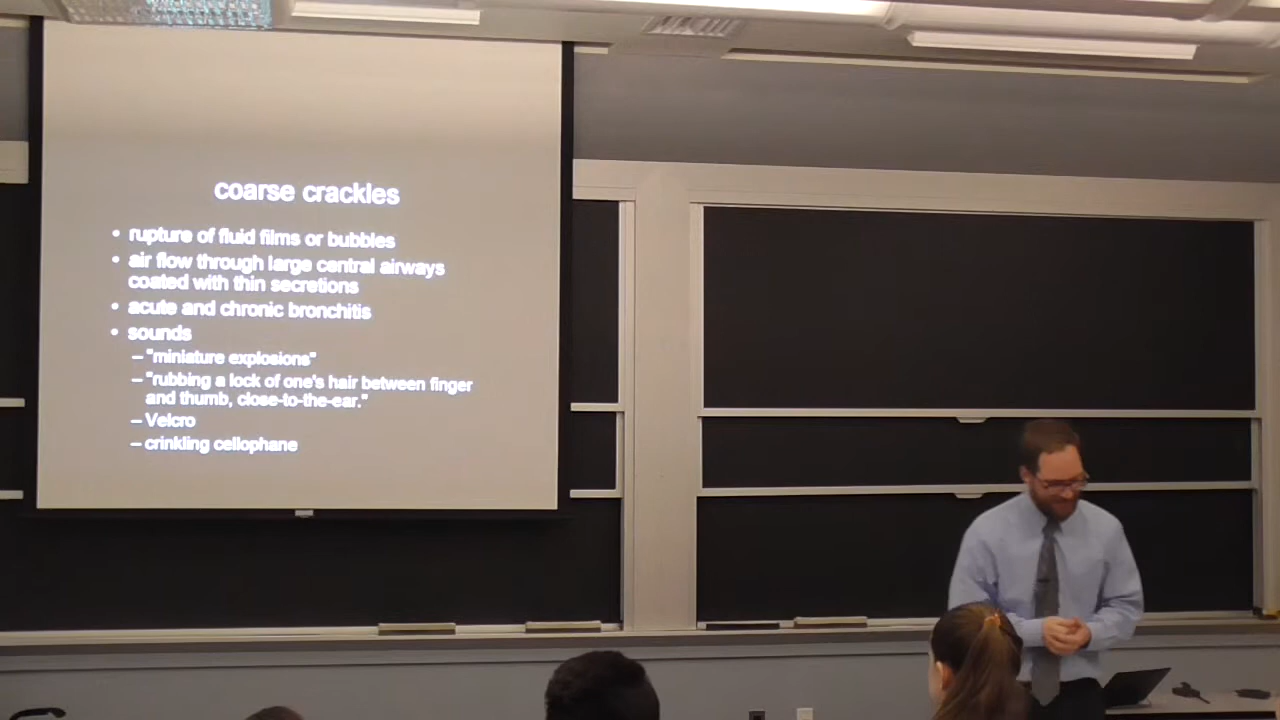 coarse crackles
• rupture of fluid films or bubbles
• air flow through large central airways
coated with thin secretions
• acute and chronic bronchitis
• sounds
– "miniature explosions"
– "rubbing a lock of one's hair between finger
and thumb, close-to-the-ear."
– Velcro
– crinkling cellophane